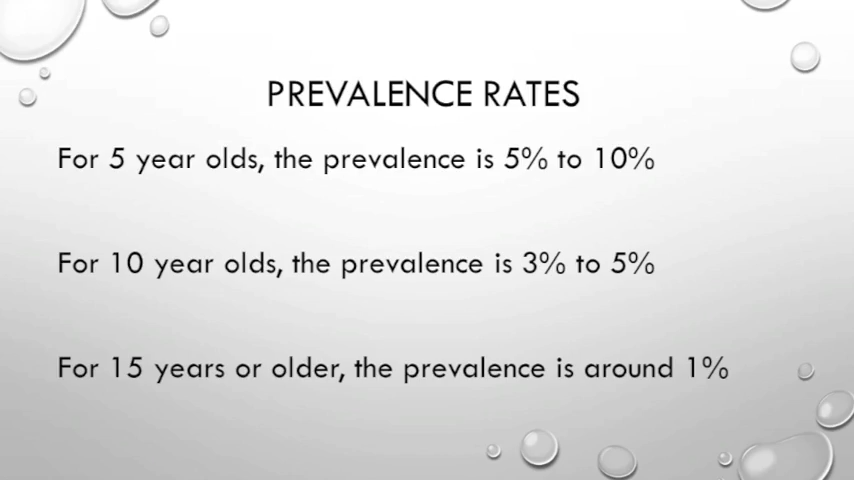 PREVALENCE RATES
For 5 year olds, the prevalence is 5% to 10%
For 10 year olds, the prevalence is 3% to 5%
For 15 years or older, the prevalence is around 1%